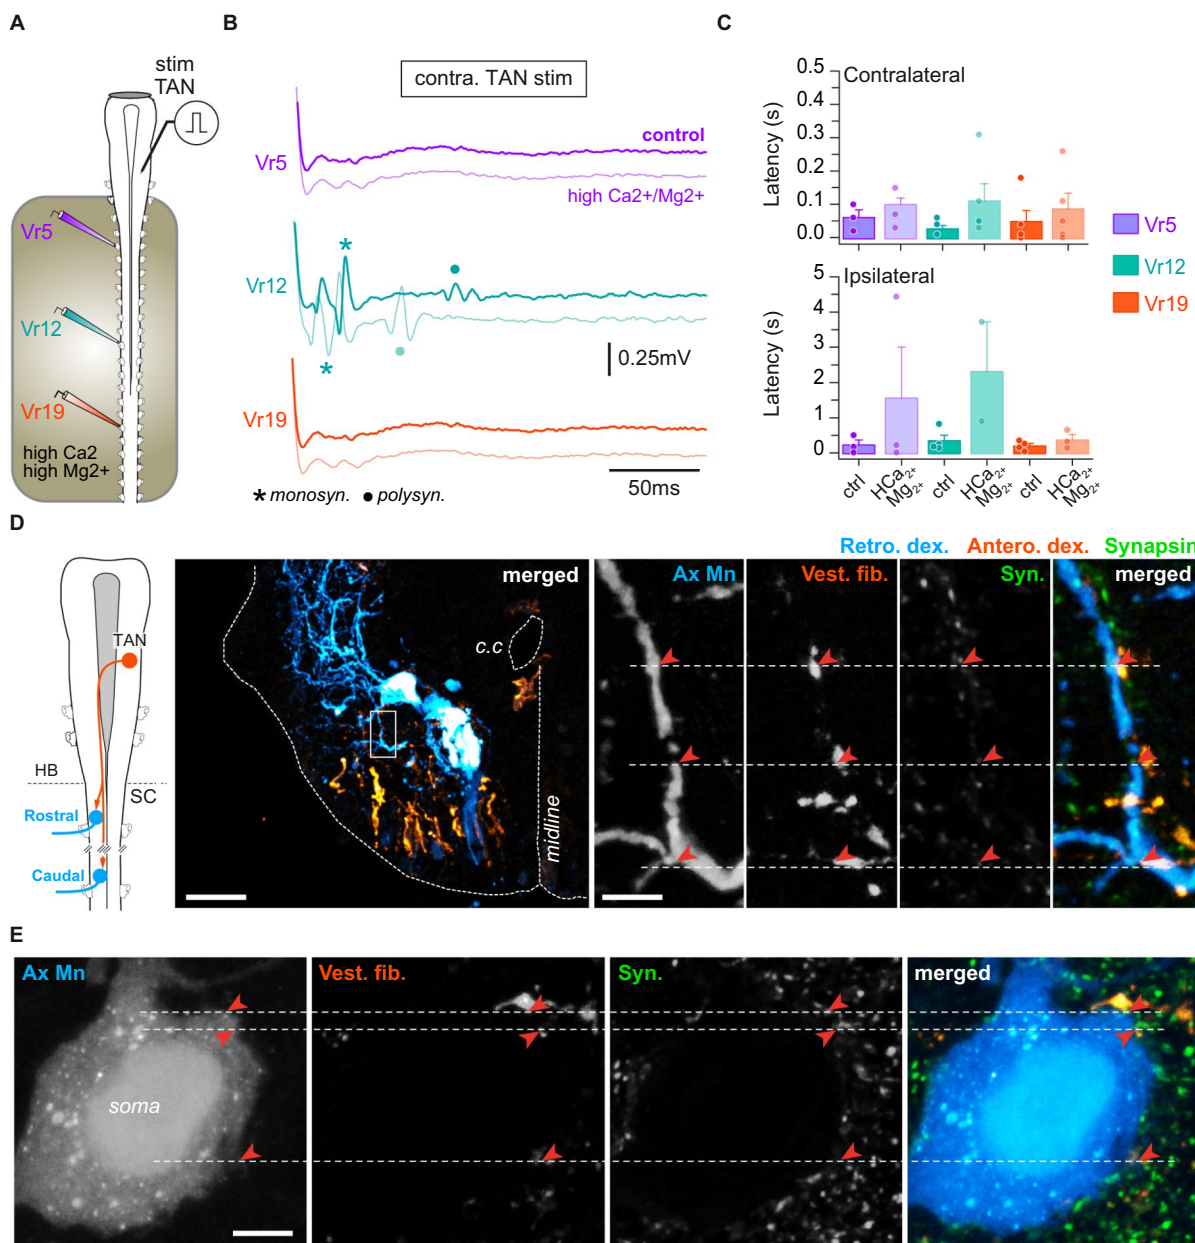 A
stim
TAN
Vr5
Vr12
Vr19
high Ca2
high Mg2+
B
contra. TAN stim
control
Vr5
high Ca2+/Mg2+
*
Vr12
*
0.25mV
Vr19
50ms
* monosyn. ● polysyn.
C
Contralateral
Latency (s)
0.5
0.4
0.3
0.2
0.1
0.0
Ipsilateral
Latency (s)
5
4
3
2
1
0
ctrl
HCa2+
Mg2+
ctrl
HCa2+
Mg2+
ctrl
HCa2+
Mg2+
Vr5
Vr12
Vr19
D
TAN
HB
SC
Rostral
Caudal
merged
c.c
midline
Retro. dex. Antero. dex. Synapsin
Ax Mn
Vest. fib.
Syn.
merged
E
Ax Mn
soma
Vest. fib.
Syn.
merged